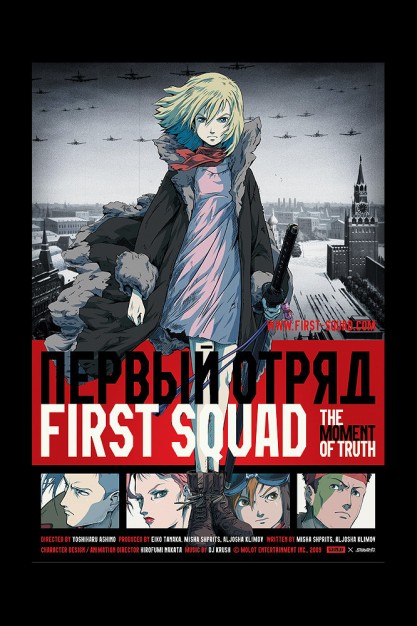 WWW.FIRST-SQUAD.COM
ПЕРВЫЙ ОТРЯД
FIRST SQUAD
THE
MOMENT
OF TRUTH
DIRECTED BY YOSHIHARU ASHINO PRODUCED BY EIKO TANAKA, MISHA SHPRITS, ALJOSHA KLIMOV WRITTEN BY MISHA SHPRITS, ALJOSHA KLIMOV
CHARACTER DESIGN / ANIMATION DIRECTOR HIROFUMI NAKATA MUSIC BY DJ KRUSH © MOLOT ENTERTAINMENT INC., 2009